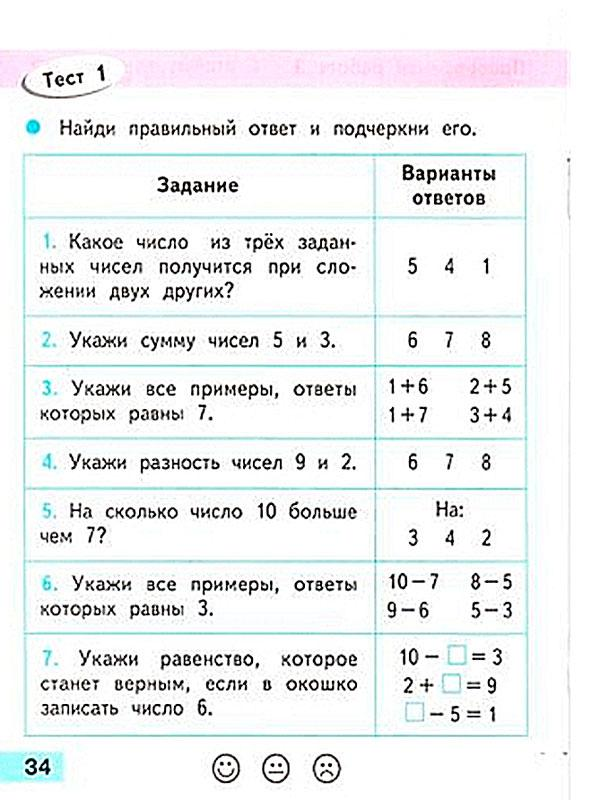 Тест 1
Найди правильный ответ и подчеркни его.
Задание
Варианты
ответов
1. Какое число из трёх задан-
ных чисел получится при сло-
жении двух других?
5 4 1
2. Укажи сумму чисел 5 и 3.
6 7 8
3. Укажи все примеры, ответы
которых равны 7.
1+6 2+5
1+7 3+4
4. Укажи разность чисел 9 и 2.
6 7 8
5. На сколько число 10 больше
чем 7?
На:
3 4 2
6. Укажи все примеры, ответы
которых равны 3.
10−7 8−5
9−6 5−3
7. Укажи равенство, которое
станет верным, если в окошко
записать число 6.
10 − □ = 3
2 + □ = 9
□ − 5 = 1
34